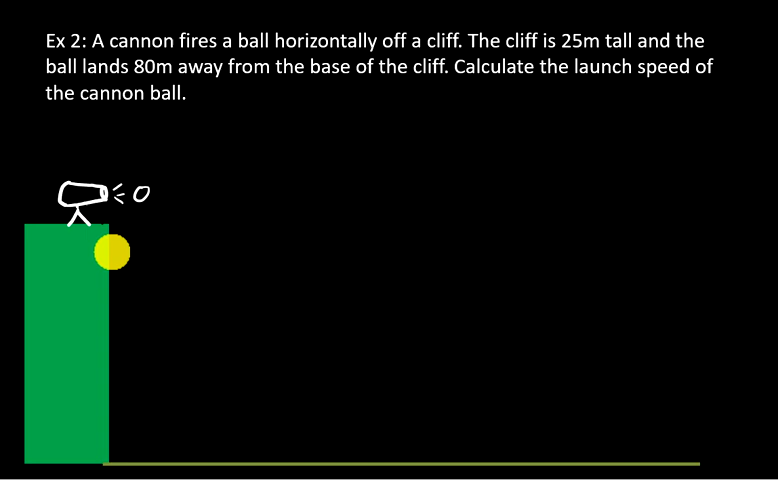 Ex 2: A cannon fires a ball horizontally off a cliff. The cliff is 25m tall and the
ball lands 80m away from the base of the cliff. Calculate the launch speed of
the cannon ball.